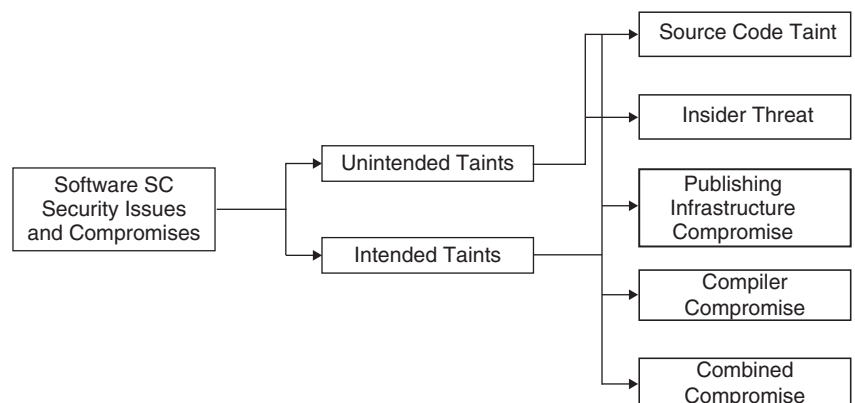 Software SC
Security Issues
and Compromises
Unintended Taints
Intended Taints
Source Code Taint
Insider Threat
Publishing
Infrastructure
Compromise
Compiler
Compromise
Combined
Compromise